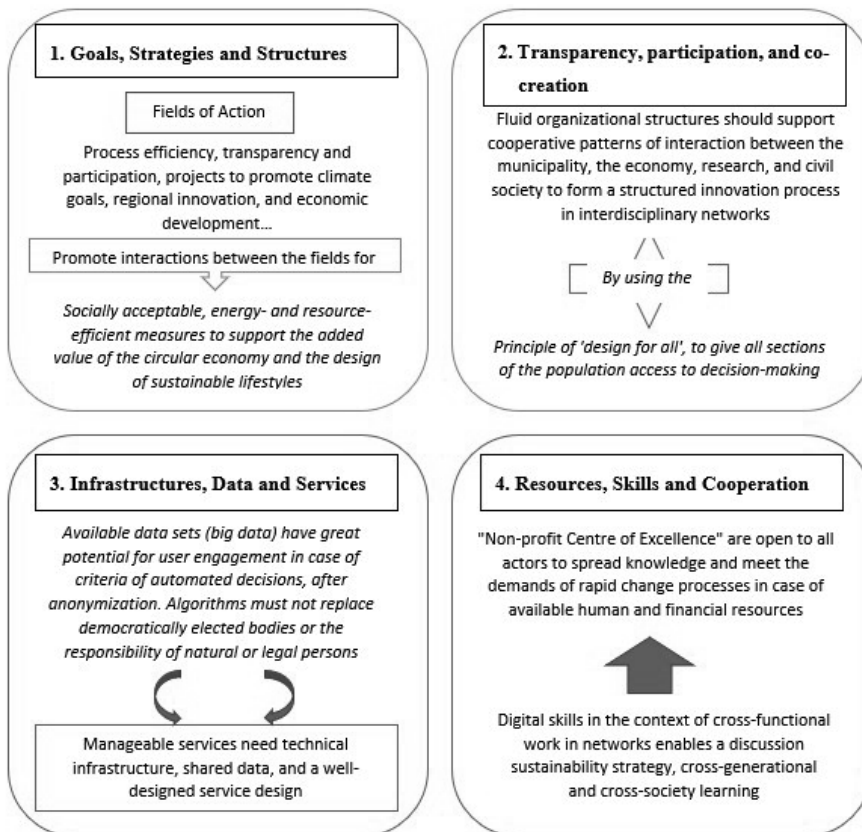 1. Goals, Strategies and Structures
Fields of Action
Process efficiency, transparency and
participation, projects to promote climate
goals, regional innovation, and economic
development...
Promote interactions between the fields for
Socially acceptable, energy- and resource-
efficient measures to support the added
value of the circular economy and the design
of sustainable lifestyles
2. Transparency, participation, and co-
creation
Fluid organizational structures should support
cooperative patterns of interaction between the
municipality, the economy, research, and civil
society to form a structured innovation process
in interdisciplinary networks
By using the
Principle of 'design for all', to give all sections
of the population access to decision-making
3. Infrastructures, Data and Services
Available data sets (big data) have great
potential for user engagement in case of
criteria of automated decisions, after
anonymization. Algorithms must not replace
democratically elected bodies or the
responsibility of natural or legal persons
Manageable services need technical
infrastructure, shared data, and a well-
designed service design
4. Resources, Skills and Cooperation
"Non-profit Centre of Excellence" are open to all
actors to spread knowledge and meet the
demands of rapid change processes in case of
available human and financial resources
Digital skills in the context of cross-functional
work in networks enables a discussion
sustainability strategy, cross-generational
and cross-society learning